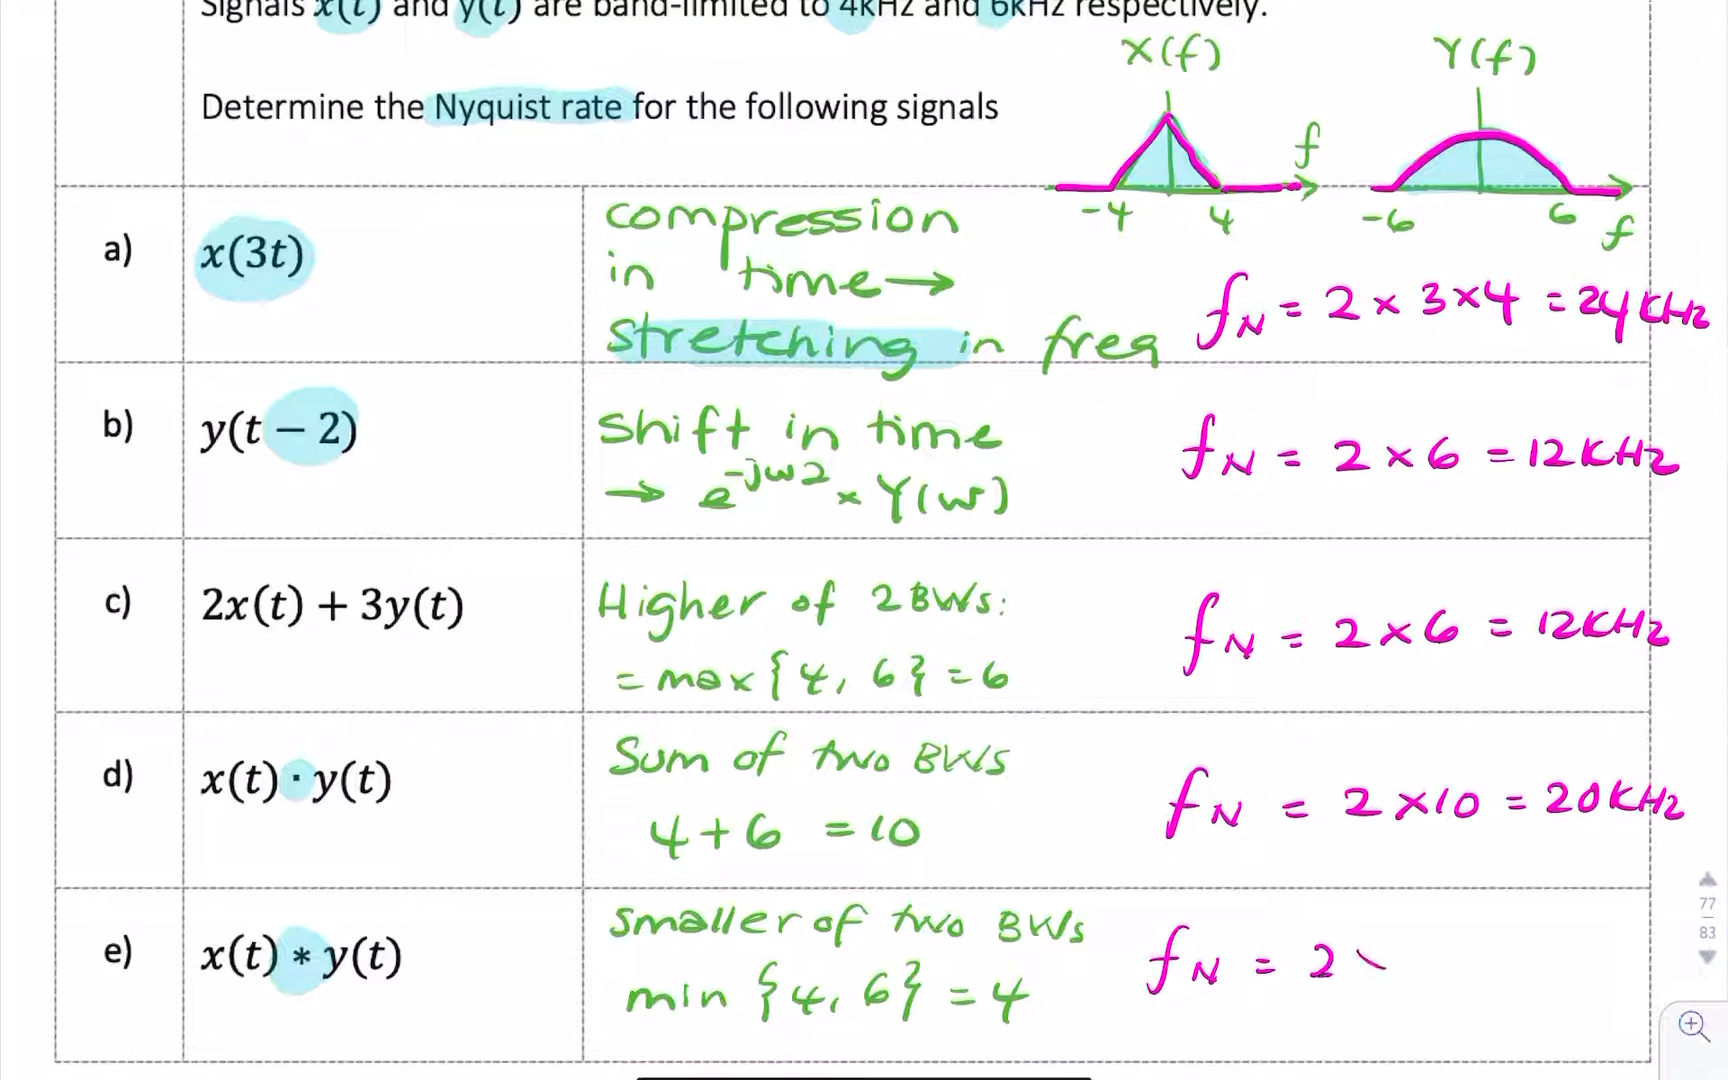 Signals x(t) and y(t) are band-limited to 4kHz and 6kHz respectively.
X(f) Y(f)
Determine the Nyquist rate for the following signals
f
-4 4 -6 6 f
a) x(3t) compression
in time→
stretching in freq
fN = 2 × 3 × 4 = 24KHz
b) y(t − 2) Shift in time
→ e^-jw2 × Y(w)
fN = 2 × 6 = 12KHz
c) 2x(t) + 3y(t) Higher of 2BWs:
= max{4, 6} = 6
fN = 2 × 6 = 12KHz
d) x(t) · y(t) Sum of two BWs
4 + 6 = 10
fN = 2 × 10 = 20KHz
e) x(t) * y(t) Smaller of two BWs
min {4, 6} = 4
fN = 2
77
83